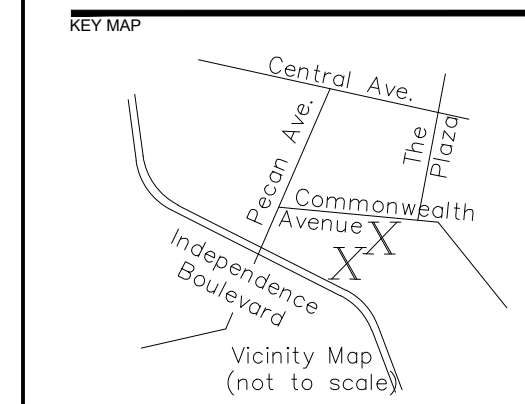 KEY MAP
Central Ave.
Pecan Ave.
The
Plaza
Commonwealth
Avenue
X
X
Independence
Boulevard
Vicinity Map
(not to scale)